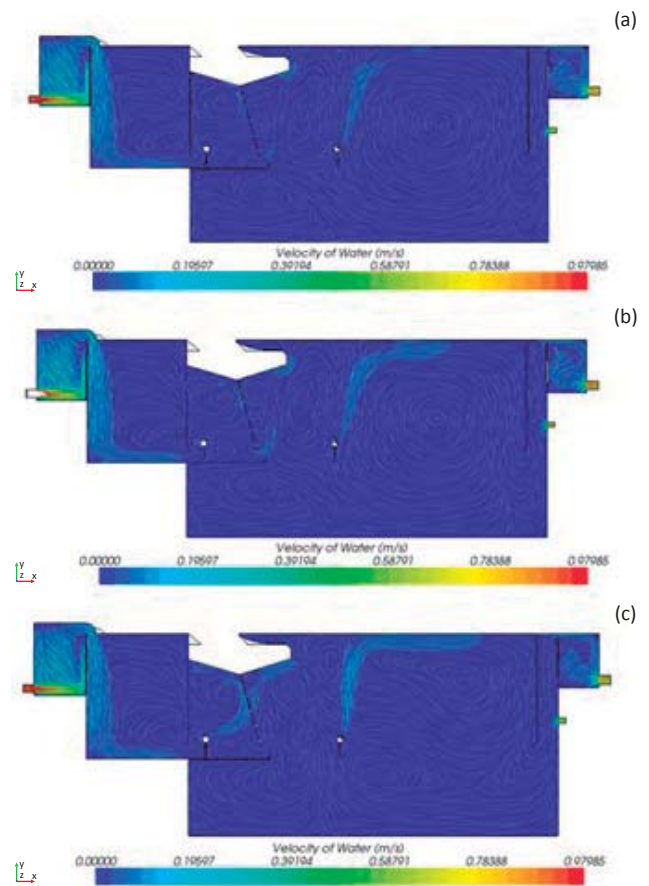 (a)
Velocity of Water (m/s)
0.00000 0.19597 0.39194 0.58791 0.78388 0.97985
y
z x
(b)
Velocity of Water (m/s)
0.00000 0.19597 0.39194 0.58791 0.78388 0.97985
y
z x
(c)
Velocity of Water (m/s)
0.00000 0.19597 0.39194 0.58791 0.78388 0.97985
y
z x